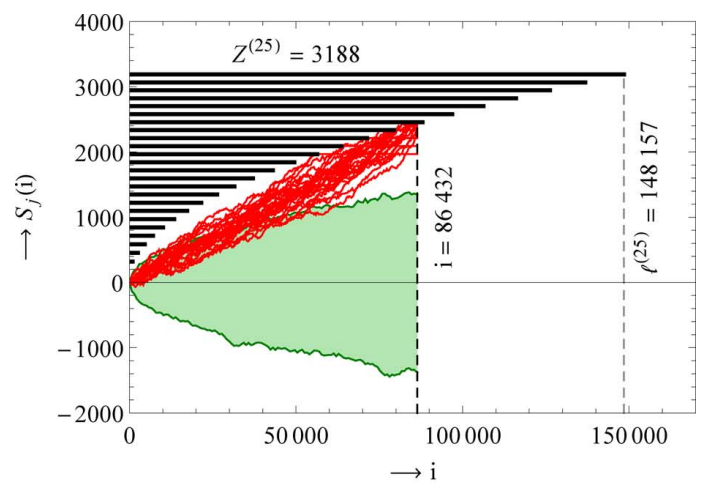 4000
Z^(25) = 3188
3000
2000
1000
0
−1000
−2000
⟶ S_j(i)
i = 86 432
ℓ^(25) = 148 157
0 50 000 100 000 150 000
⟶ i